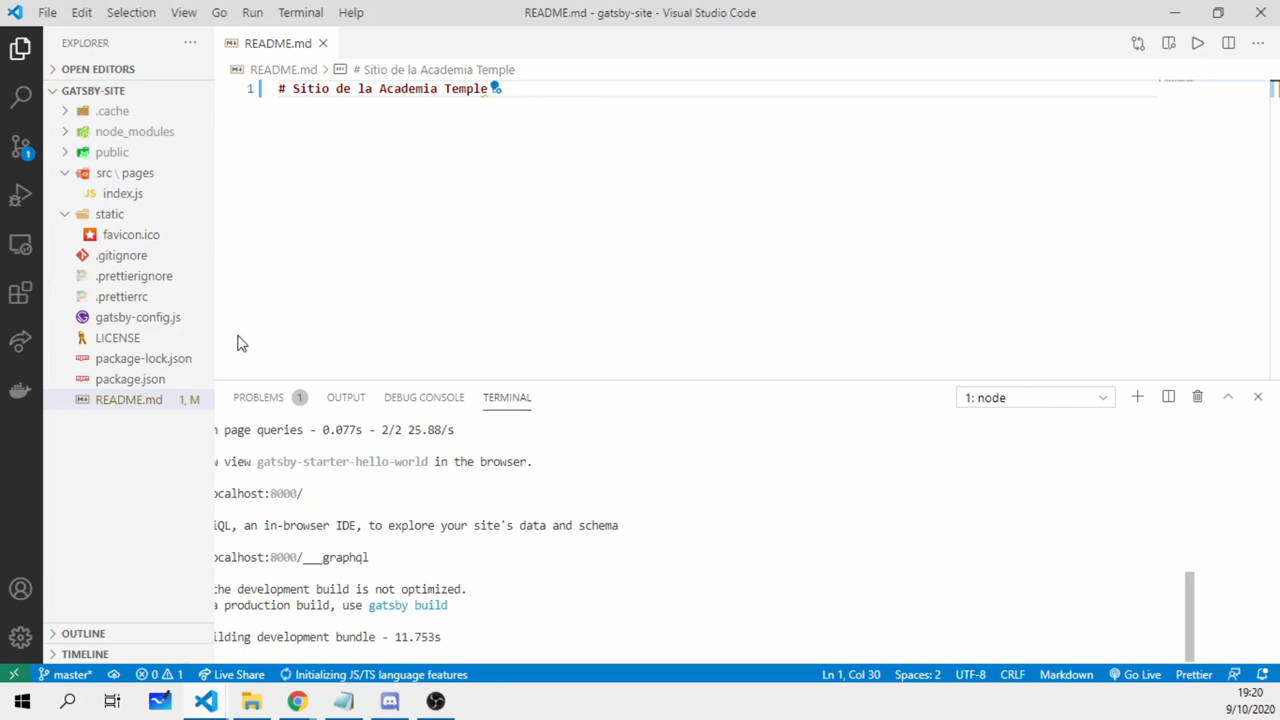 File Edit Selection View Go Run Terminal Help README.md - gatsby-site - Visual Studio Code
EXPLORER
README.md
OPEN EDITORS
README.md > # Sitio de la Academia Temple
GATSBY-SITE
1 # Sitio de la Academia Temple
.cache
node_modules
public
src \ pages
JS index.js
static
favicon.ico
.gitignore
.prettierignore
.prettierrc
gatsby-config.js
LICENSE
package-lock.json
package.json
README.md 1, M
PROBLEMS 1 OUTPUT DEBUG CONSOLE TERMINAL 1: node
n page queries - 0.077s - 2/2 25.88/s
w view gatsby-starter-hello-world in the browser.
ocalhost:8000/
iQL, an in-browser IDE, to explore your site's data and schema
ocalhost:8000/___graphql
the development build is not optimized.
a production build, use gatsby build
ilding development bundle - 11.753s
OUTLINE
TIMELINE
master* 0 1 Live Share Initializing JS/TS language features Ln 1, Col 30 Spaces: 2 UTF-8 CRLF Markdown Go Live Prettier
19:20
9/10/2020